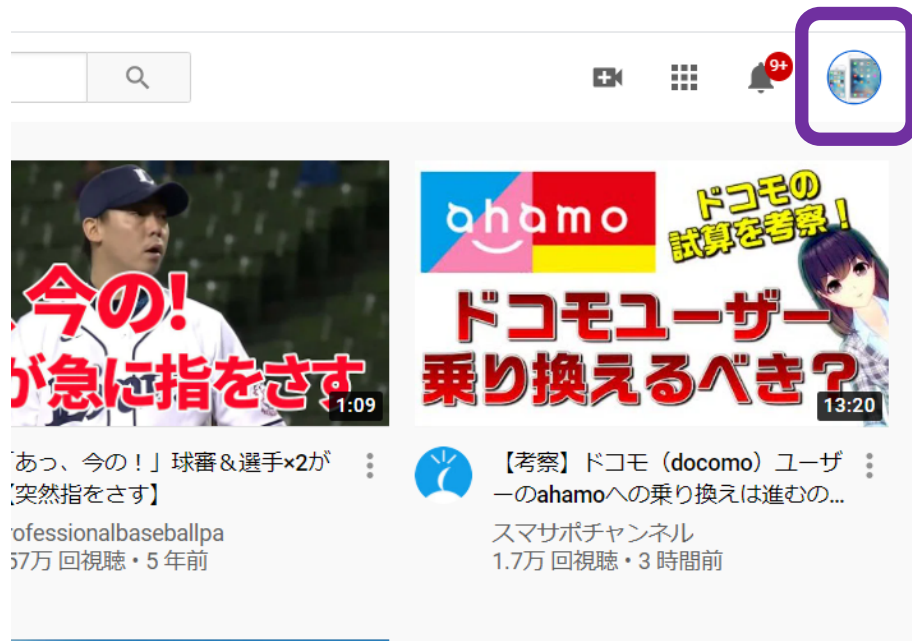 9+
今の!
が急に指をさす
1:09
ahamo
ドコモの
試算を考察！
ドコモユーザー
乗り換えるべき？
13:20
「あっ、今の！」球審＆選手×2が
【突然指をさす】
rofessionalbaseballpa
57万 回視聴・5 年前
【考察】ドコモ（docomo）ユーザ
ーのahamoへの乗り換えは進むの...
スマサポチャンネル
1.7万 回視聴・3 時間前